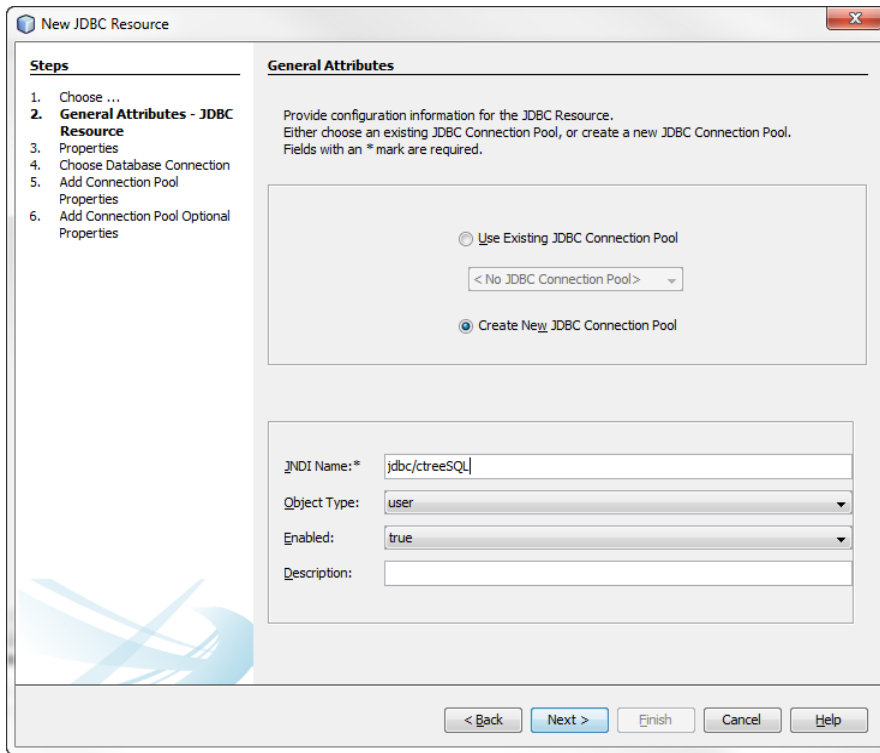 New JDBC Resource
Steps
1. Choose ...
2. General Attributes - JDBC
Resource
3. Properties
4. Choose Database Connection
5. Add Connection Pool
Properties
6. Add Connection Pool Optional
Properties
General Attributes
Provide configuration information for the JDBC Resource.
Either choose an existing JDBC Connection Pool, or create a new JDBC Connection Pool.
Fields with an * mark are required.
Use Existing JDBC Connection Pool
< No JDBC Connection Pool>
Create New JDBC Connection Pool
JNDI Name:* jdbc/ctreeSQL
Object Type: user
Enabled: true
Description:
< Back Next > Finish Cancel Help